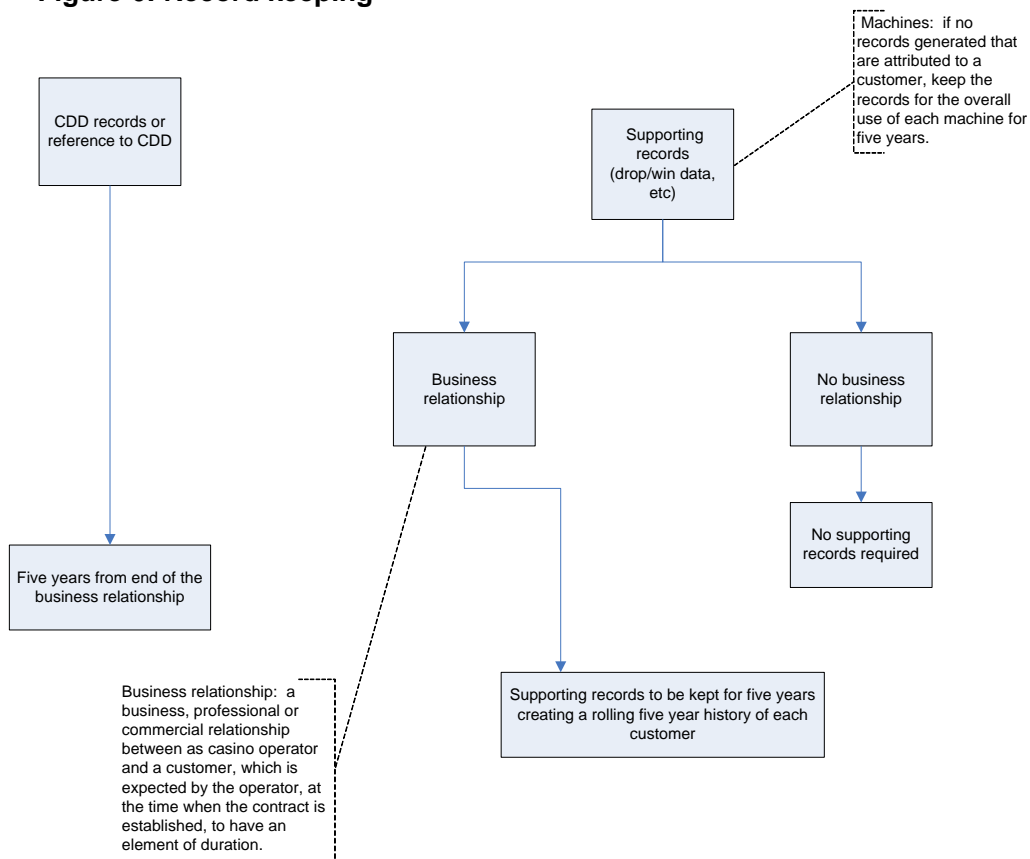 Figure Record keeping
Machines: if no
records generated that
are attributed to a
customer, keep the
records for the overall
use of each machine for
five years.
CDD records or
reference to CDD
Supporting
records
(drop/win data,
etc)
Business
relationship
No business
relationship
No supporting
records required
Five years from end of the
business relationship
Supporting records to be kept for five years
creating a rolling five year history of each
customer
Business relationship: a
business, professional or
commercial relationship
between as casino operator
and a customer, which is
expected by the operator, at
the time when the contract is
established, to have an
element of duration.